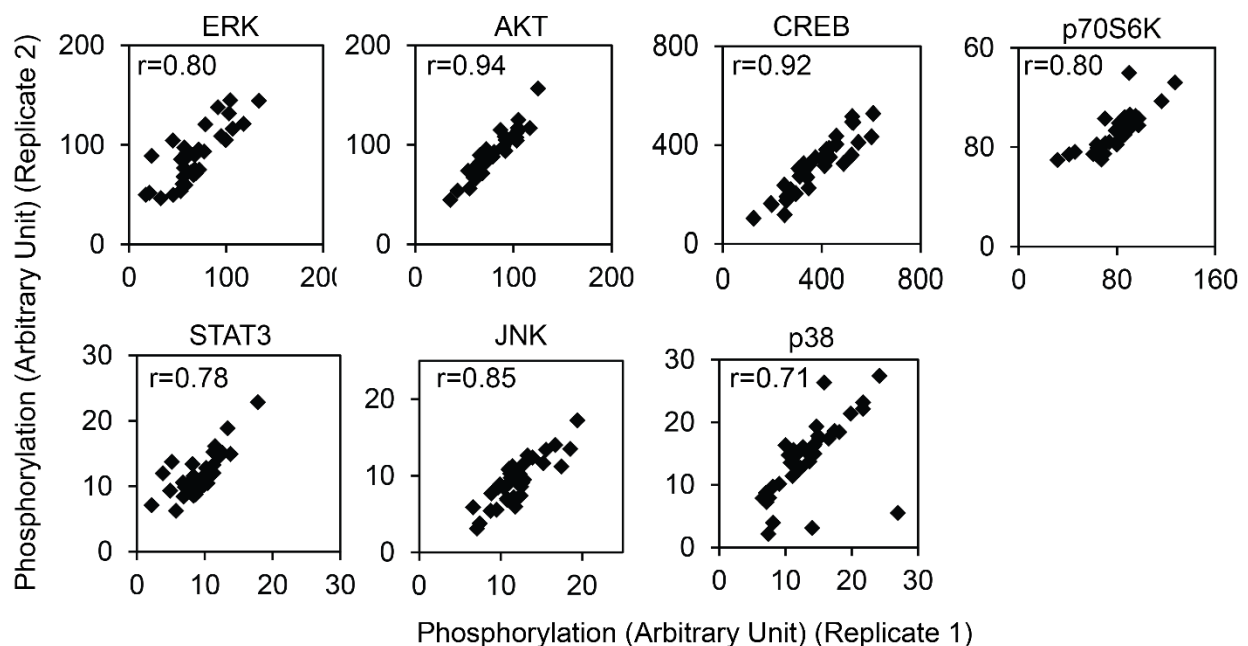 Phosphorylation (Arbitrary Unit) (Replicate 2)
ERK
AKT
CREB
p70S6K
200
r=0.80
100
0
0 100 20
200
r=0.94
100
0
0 100 200
800
r=0.92
400
0
0 400 800
60
r=0.80
80
60
0 80 160
STAT3
JNK
p38
30
r=0.78
20
10
0
0 10 20 30
r=0.85
20
10
0
0 10 20
30
r=0.71
20
10
0
0 10 20 30
Phosphorylation (Arbitrary Unit) (Replicate 1)